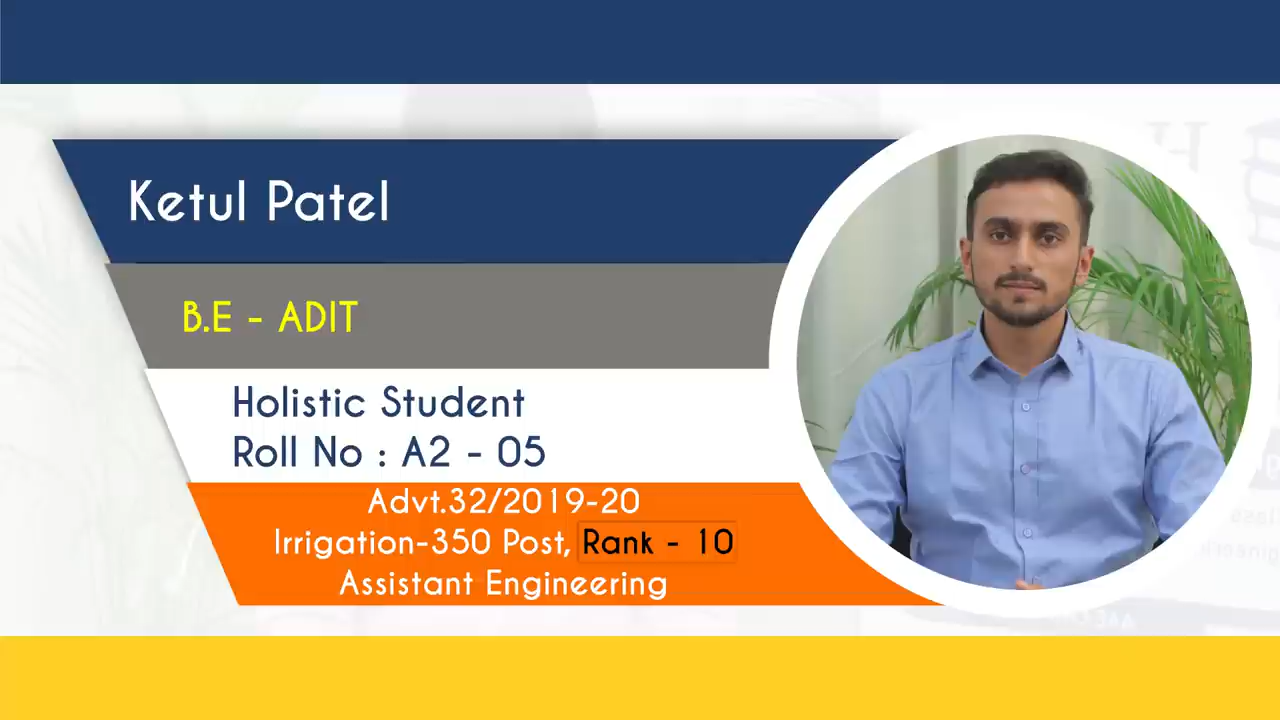 Ketul Patel
B.E - ADIT
Holistic Student
Roll No : A2 - 05
Advt.32/2019-20
Irrigation-350 Post, Rank - 10
Assistant Engineering